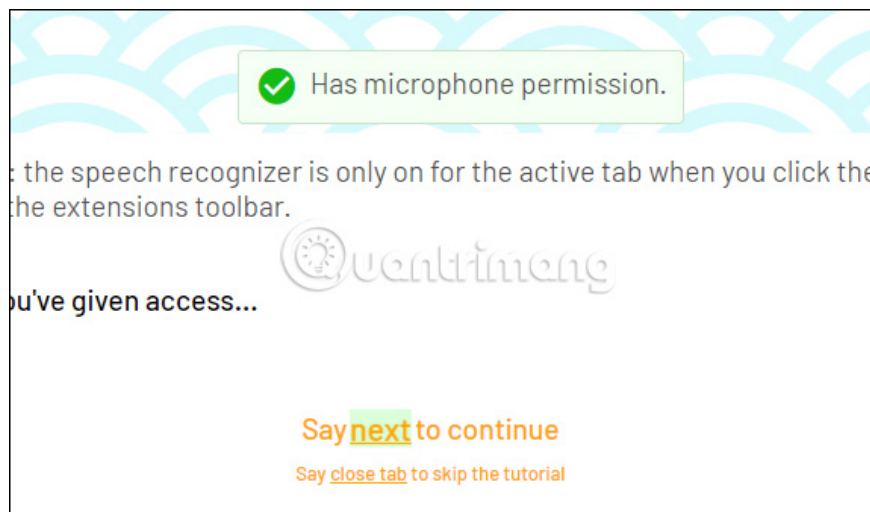 Has microphone permission.
: the speech recognizer is only on for the active tab when you click the
the extensions toolbar.
Quantrimang
ou've given access...
Say next to continue
Say close tab to skip the tutorial